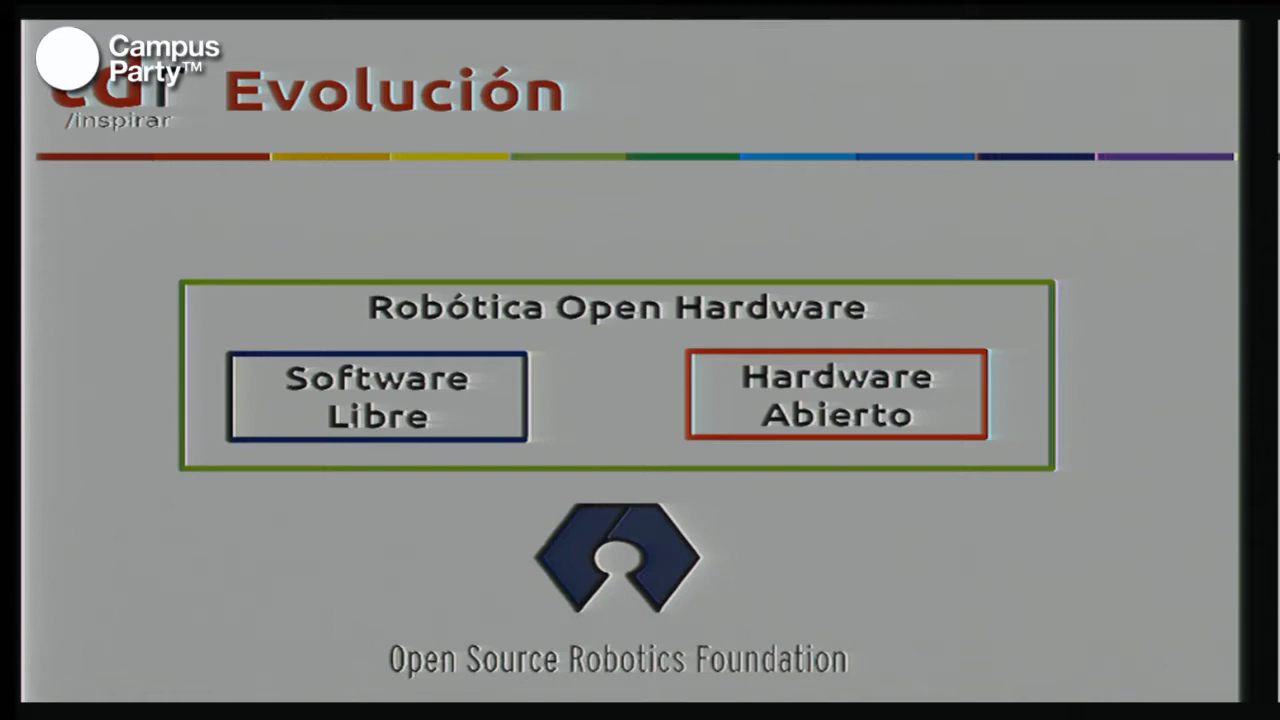 Campus
Party™
Evolución
/inspirar
Robótica Open Hardware
Software
Libre
Hardware
Abierto
Open Source Robotics Foundation